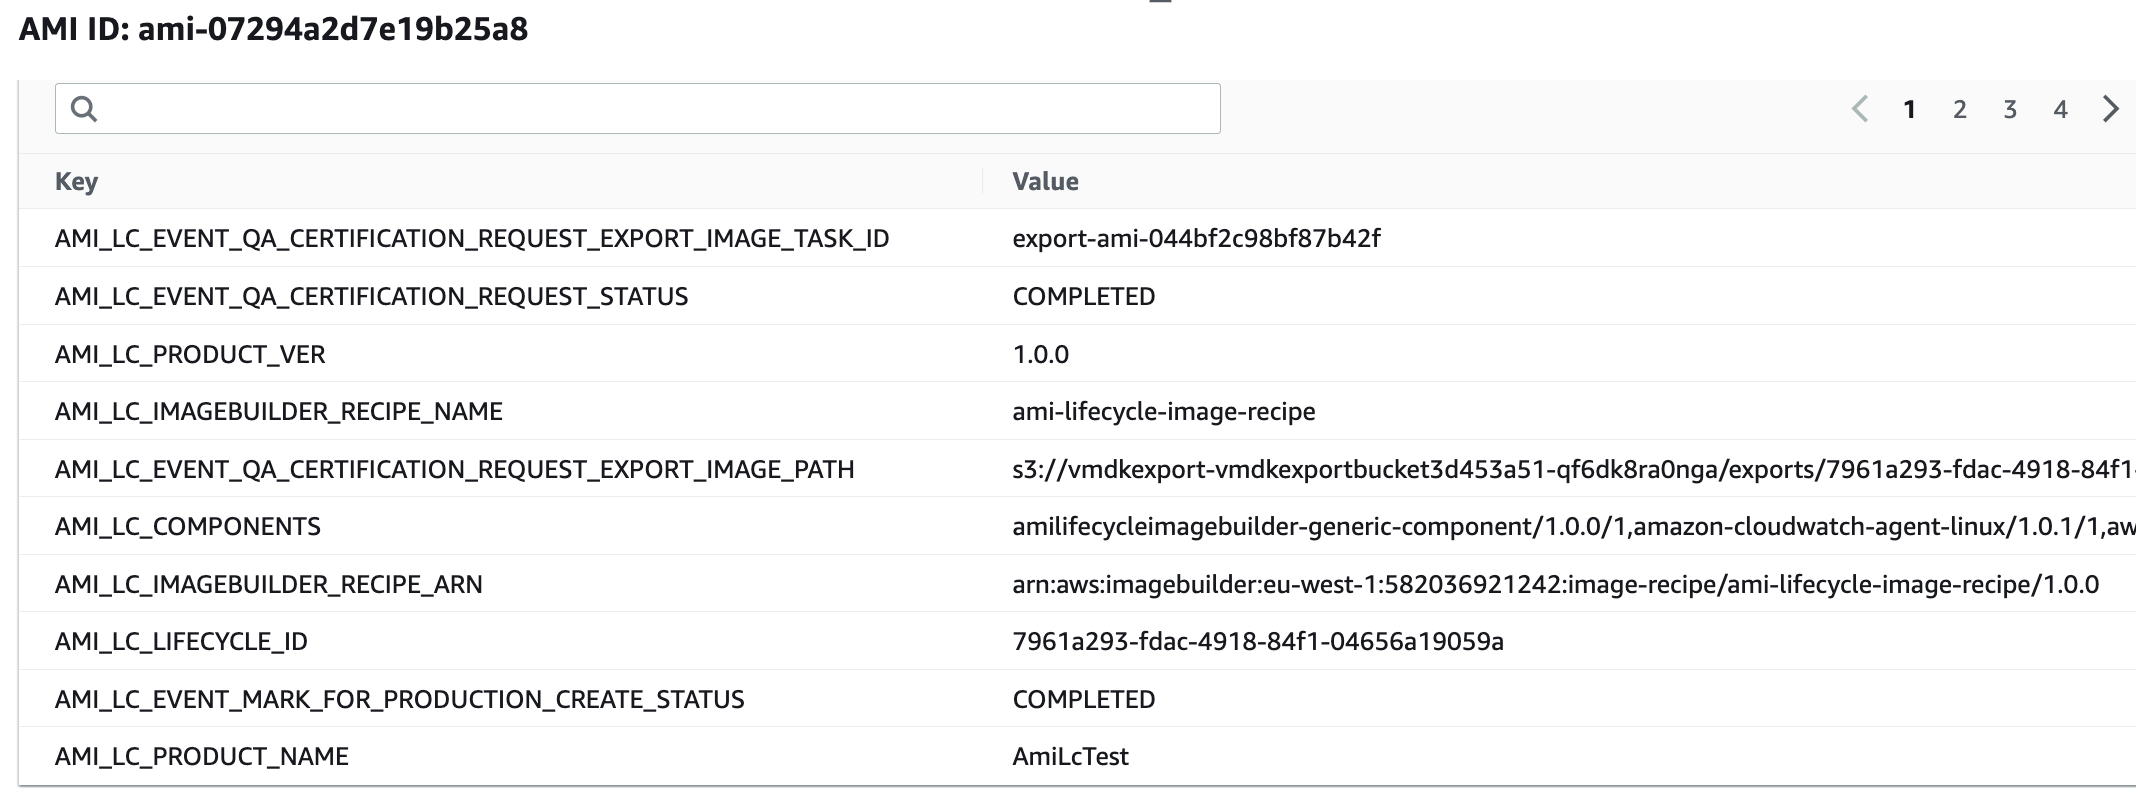 AMI ID: ami-07294a2d7e19b25a8
1 2 3 4
Key Value
AMI_LC_EVENT_QA_CERTIFICATION_REQUEST_EXPORT_IMAGE_TASK_ID export-ami-044bf2c98bf87b42f
AMI_LC_EVENT_QA_CERTIFICATION_REQUEST_STATUS COMPLETED
AMI_LC_PRODUCT_VER 1.0.0
AMI_LC_IMAGEBUILDER_RECIPE_NAME ami-lifecycle-image-recipe
AMI_LC_EVENT_QA_CERTIFICATION_REQUEST_EXPORT_IMAGE_PATH s3://vmdkexport-vmdkexportbucket3d453a51-qf6dk8ra0nga/exports/7961a293-fdac-4918-84f1-
AMI_LC_COMPONENTS amilifecycleimagebuilder-generic-component/1.0.0/1,amazon-cloudwatch-agent-linux/1.0.1/1,aw
AMI_LC_IMAGEBUILDER_RECIPE_ARN arn:aws:imagebuilder:eu-west-1:582036921242:image-recipe/ami-lifecycle-image-recipe/1.0.0
AMI_LC_LIFECYCLE_ID 7961a293-fdac-4918-84f1-04656a19059a
AMI_LC_EVENT_MARK_FOR_PRODUCTION_CREATE_STATUS COMPLETED
AMI_LC_PRODUCT_NAME AmiLcTest